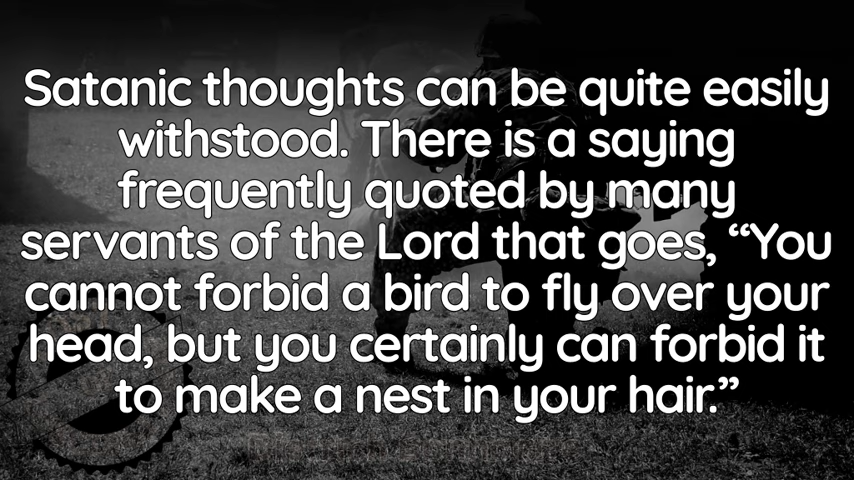 Satanic thoughts can be quite easily
withstood. There is a saying
frequently quoted by many
servants of the Lord that goes, “You
cannot forbid a bird to fly over your
head, but you certainly can forbid it
to make a nest in your hair.”